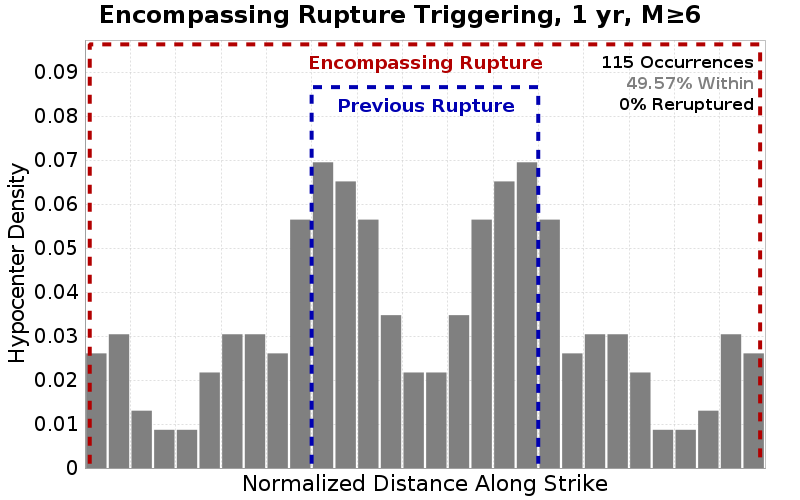 Encompassing Rupture Triggering, 1 yr, M≥6
Encompassing Rupture
115 Occurrences
49.57% Within
0% Reruptured
Previous Rupture
Hypocenter Density
0.09
0.08
0.07
0.06
0.05
0.04
0.03
0.02
0.01
0
Normalized Distance Along Strike